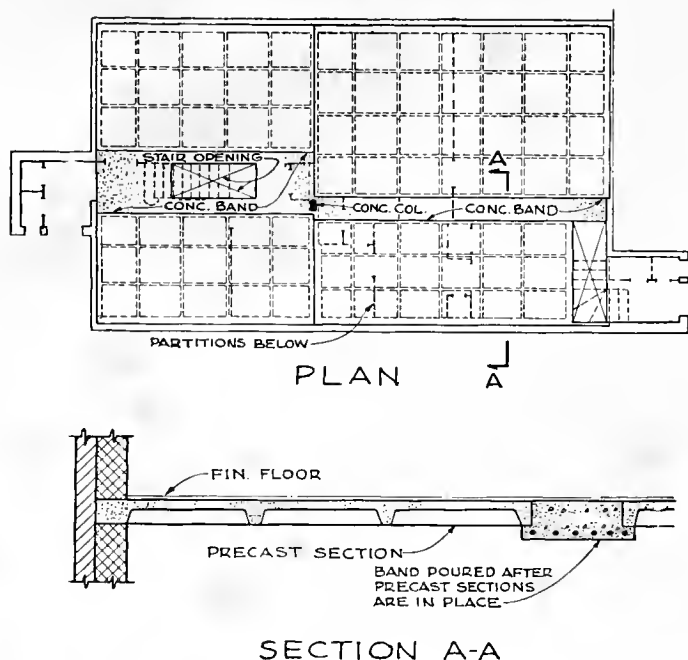 STAIR OPENING
A
CONC. BAND
CONC. COL.
CONC. BAND
PARTITIONS BELOW
A
PLAN
FIN. FLOOR
PRECAST SECTION
BAND POURED AFTER
PRECAST SECTIONS
ARE IN PLACE
SECTION A-A